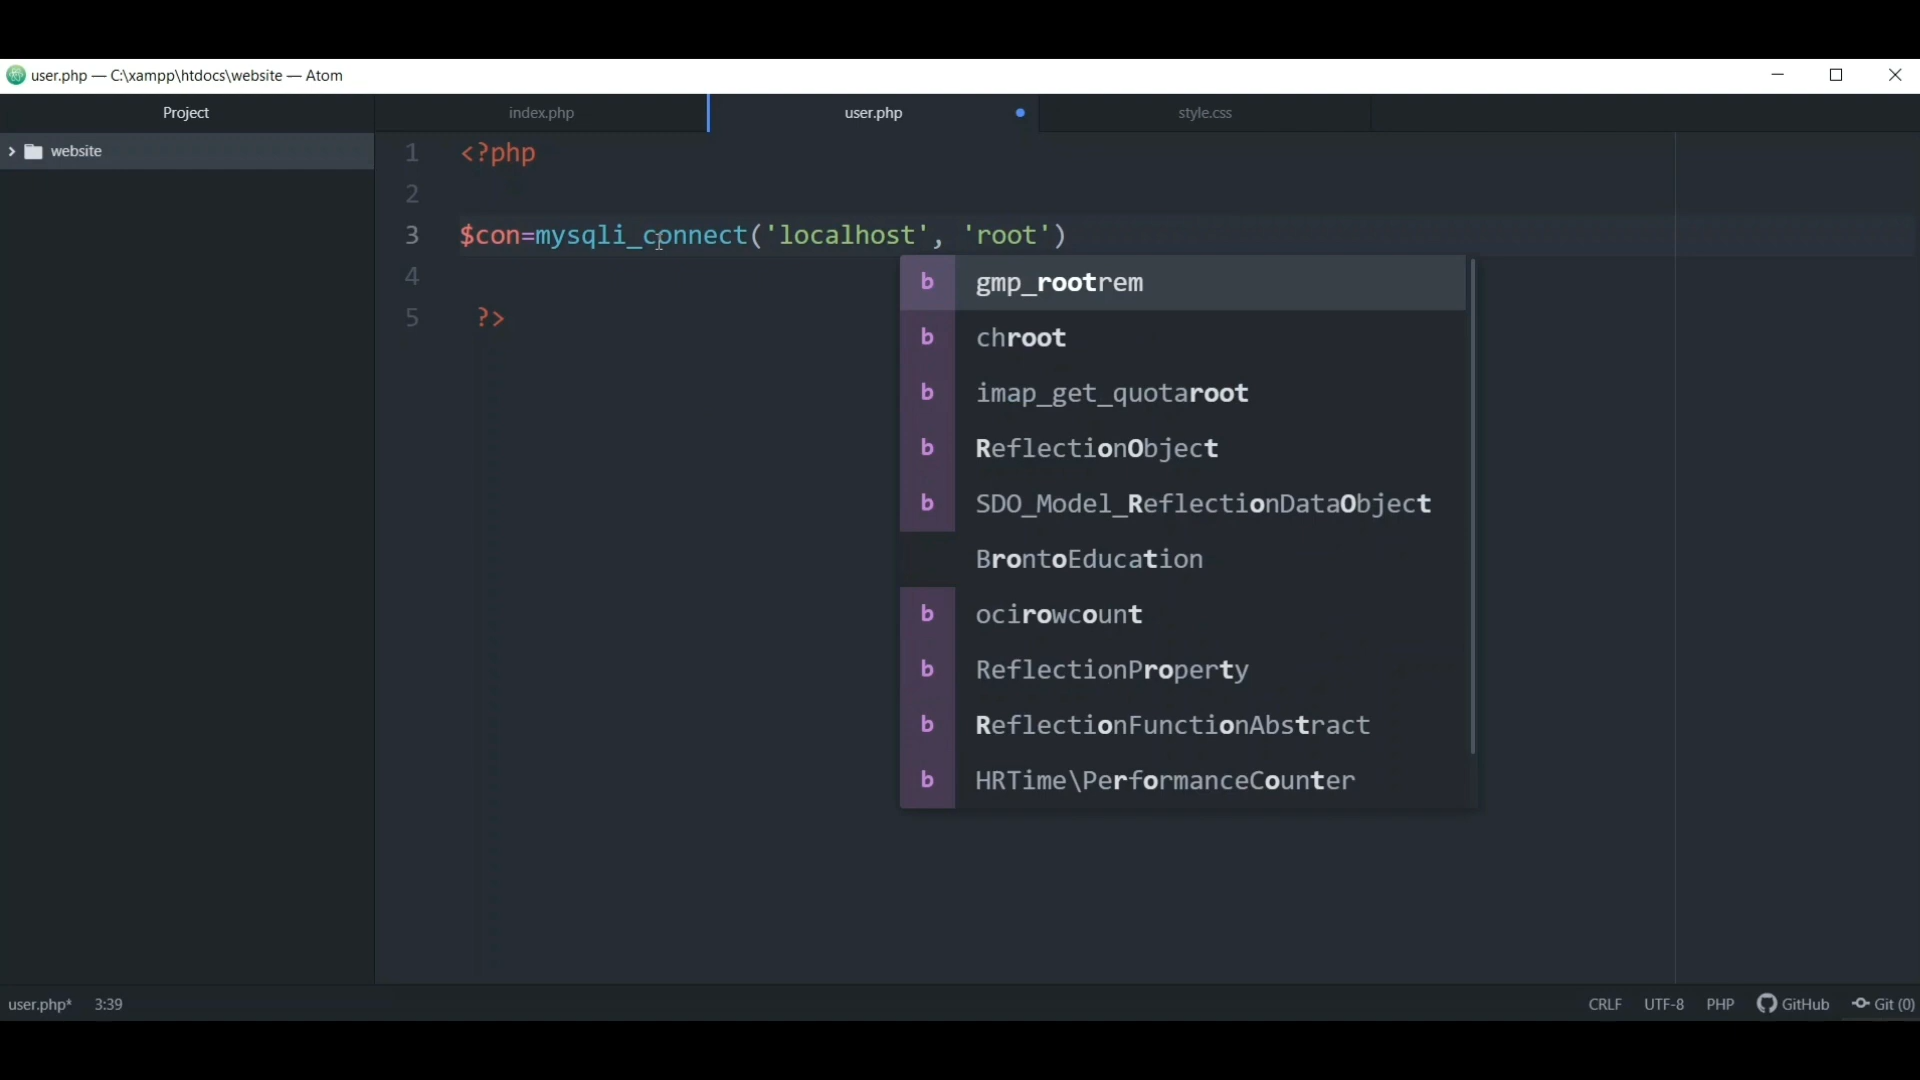 user.php — C:\xampp\htdocs\website — Atom
Project
index.php
user.php
style.css
website
1 <?php
2
3 $con=mysqli_connect('localhost', 'root')
4
5 ?>
b gmp_rootrem
b chroot
b imap_get_quotaroot
b ReflectionObject
b SDO_Model_ReflectionDataObject
BrontoEducation
b ocirowcount
b ReflectionProperty
b ReflectionFunctionAbstract
b HRTime\PerformanceCounter
user.php* 3:39 CRLF UTF-8 PHP GitHub Git (0)